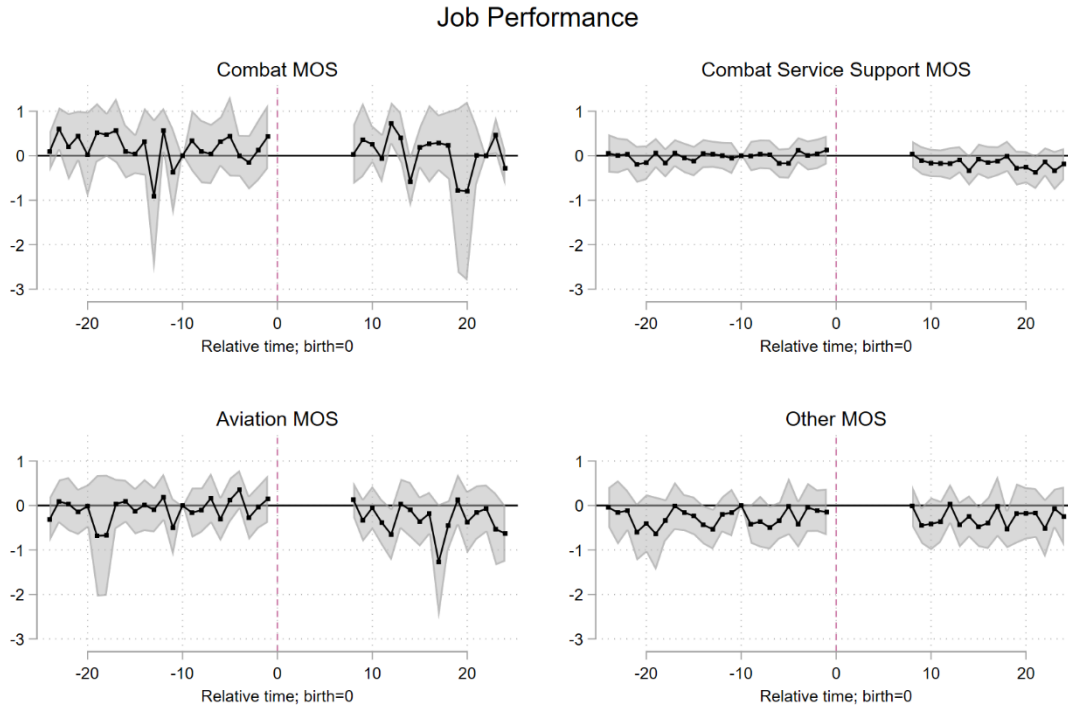 Job Performance
Combat MOS
1
0
-1
-2
-3
-20 -10 0 10 20
Relative time; birth=0
Combat Service Support MOS
1
0
-1
-2
-3
-20 -10 0 10 20
Relative time; birth=0
Aviation MOS
1
0
-1
-2
-3
-20 -10 0 10 20
Relative time; birth=0
Other MOS
1
0
-1
-2
-3
-20 -10 0 10 20
Relative time; birth=0